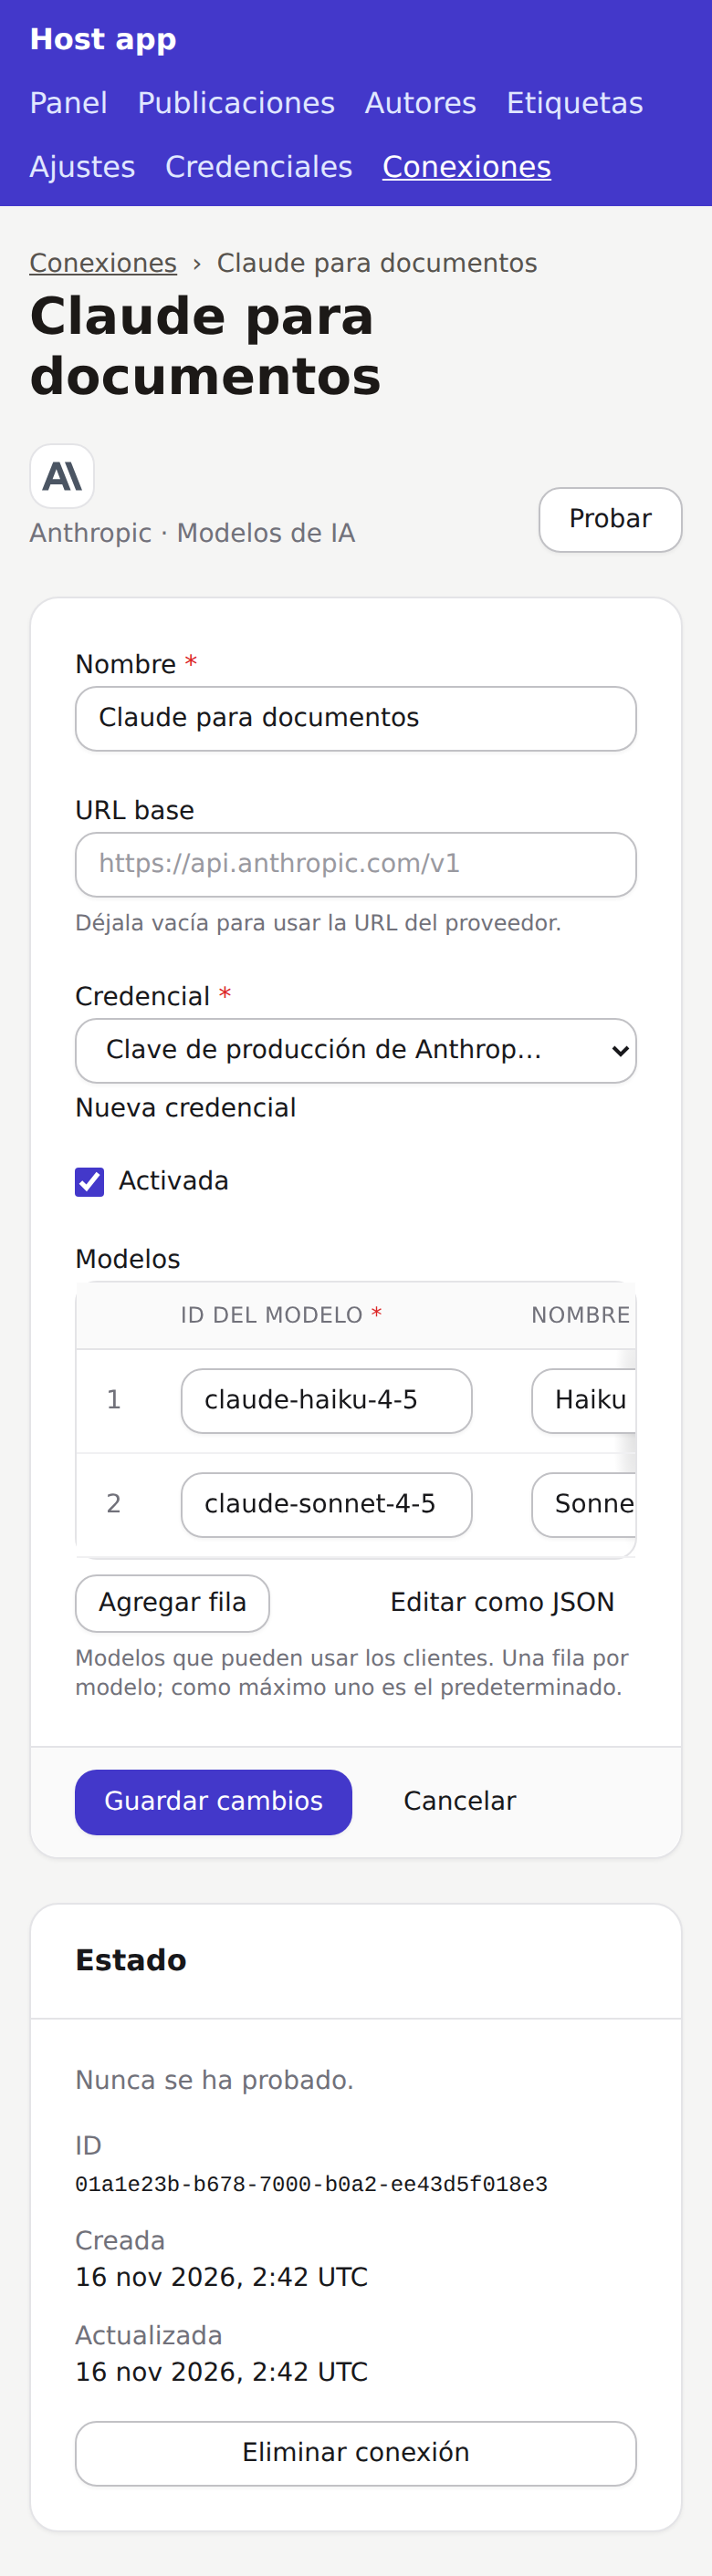 Host app
Panel Publicaciones Autores Etiquetas
Ajustes Credenciales Conexiones
Conexiones › Claude para documentos
Claude para
documentos
Anthropic · Modelos de IA
Probar
Nombre *
Claude para documentos
URL base
https://api.anthropic.com/v1
Déjala vacía para usar la URL del proveedor.
Credencial *
Clave de producción de Anthrop...
Nueva credencial
Activada
Modelos
ID DEL MODELO * NOMBRE
1 claude-haiku-4-5 Haiku
2 claude-sonnet-4-5 Sonne
Agregar fila Editar como JSON
Modelos que pueden usar los clientes. Una fila por
modelo; como máximo uno es el predeterminado.
Guardar cambios Cancelar
Estado
Nunca se ha probado.
ID
01a1e23b-b678-7000-b0a2-ee43d5f018e3
Creada
16 nov 2026, 2:42 UTC
Actualizada
16 nov 2026, 2:42 UTC
Eliminar conexión